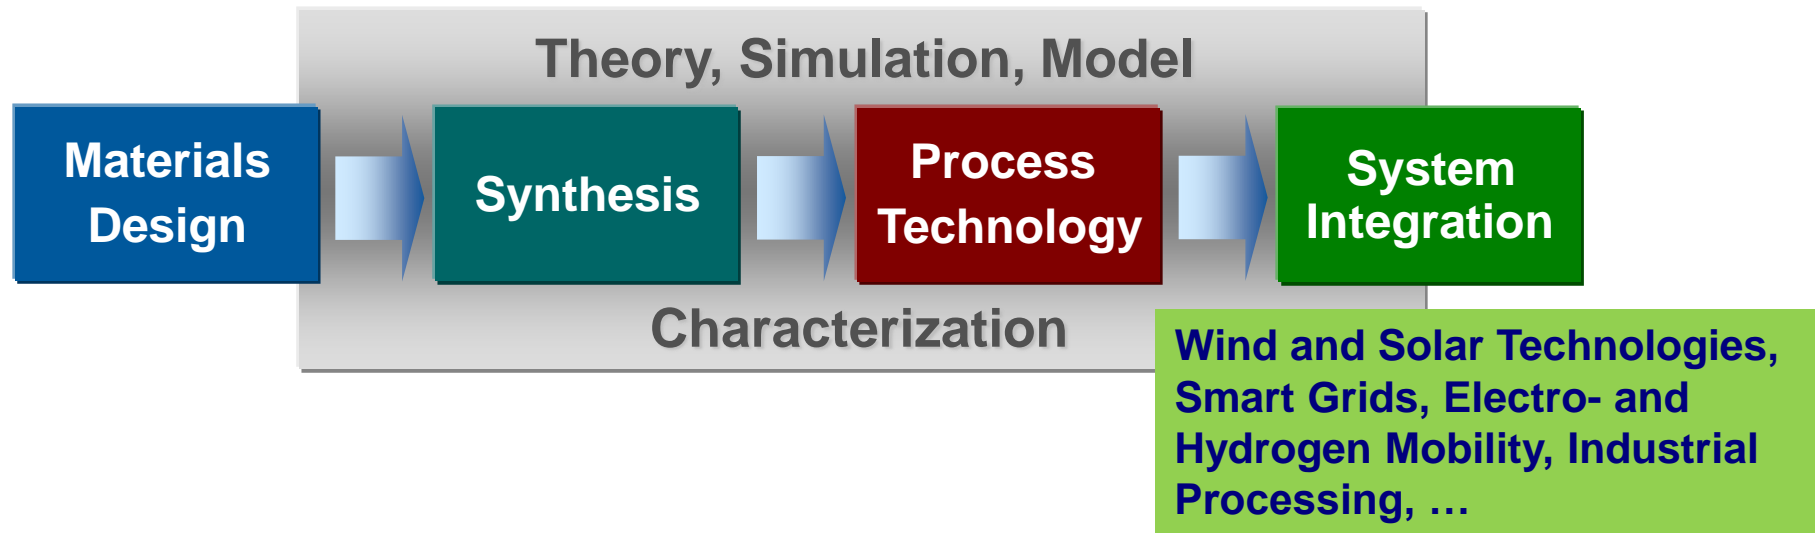 Theory, Simulation, Model
Materials
Design
Synthesis
Process
Technology
System
Integration
Characterization
Wind and Solar Technologies,
Smart Grids, Electro- and
Hydrogen Mobility, Industrial
Processing, …